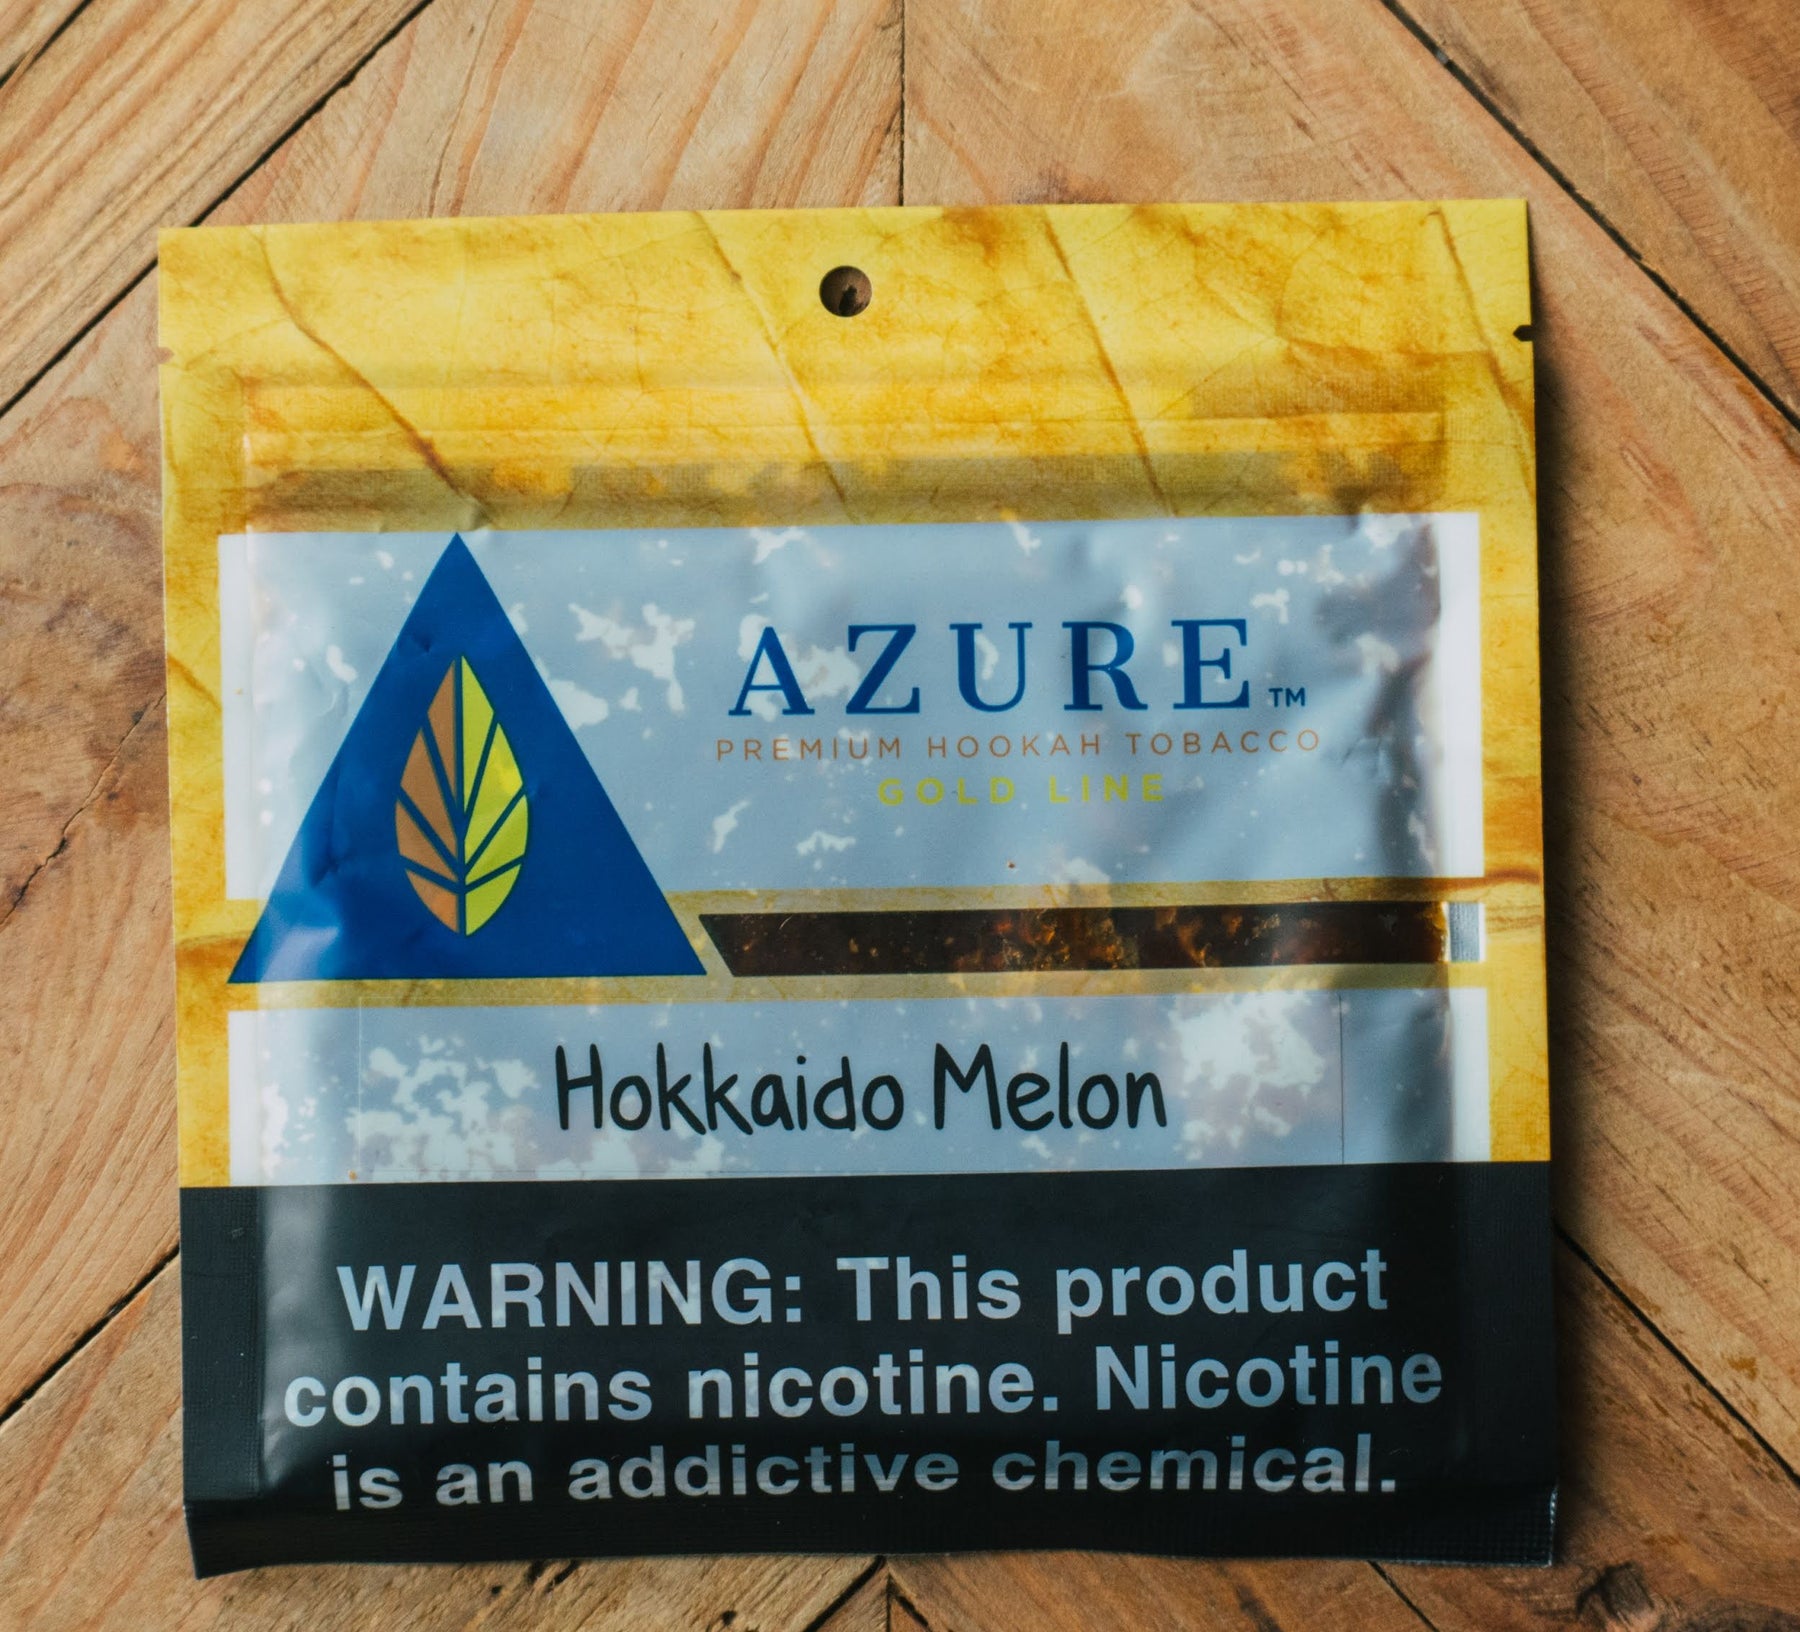 AZURE™
PREMIUM HOOKAH TOBACCO
GOLD LINE
Hokkaido Melon
WARNING: This product
contains nicotine. Nicotine
is an addictive chemical.